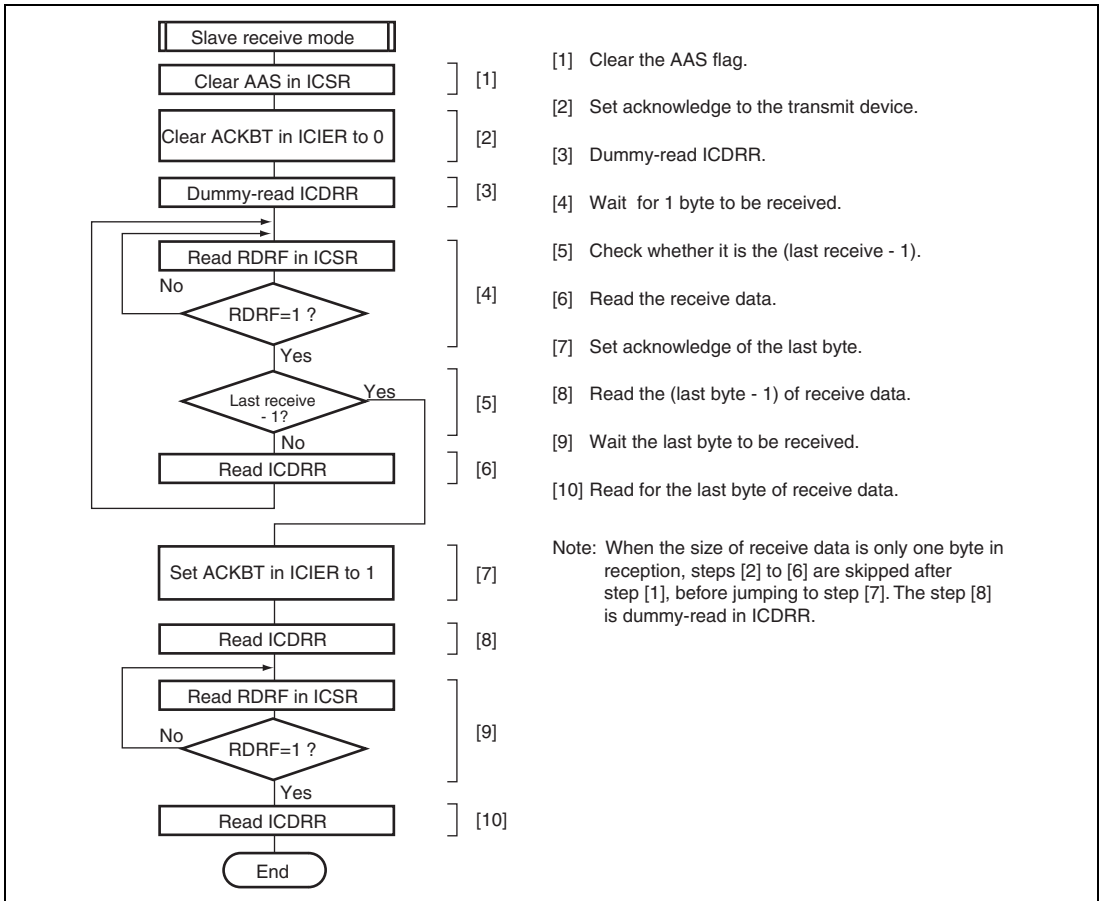 Slave receive mode
Clear AAS in ICSR
[1]
Clear ACKBT in ICIER to 0
[2]
Dummy-read ICDRR
[3]
Read RDRF in ICSR
No
[4]
RDRF=1 ?
Yes
Last receive
- 1?
Yes
[5]
No
Read ICDRR
[6]
Set ACKBT in ICIER to 1
[7]
Read ICDRR
[8]
Read RDRF in ICSR
No
[9]
RDRF=1 ?
Yes
Read ICDRR
[10]
End
[1] Clear the AAS flag.
[2] Set acknowledge to the transmit device.
[3] Dummy-read ICDRR.
[4] Wait for 1 byte to be received.
[5] Check whether it is the (last receive - 1).
[6] Read the receive data.
[7] Set acknowledge of the last byte.
[8] Read the (last byte - 1) of receive data.
[9] Wait the last byte to be received.
[10] Read for the last byte of receive data.
Note: When the size of receive data is only one byte in
reception, steps [2] to [6] are skipped after
step [1], before jumping to step [7]. The step [8]
is dummy-read in ICDRR.